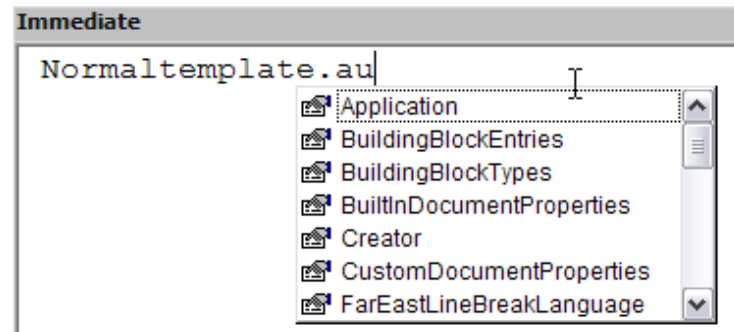 Immediate
Normaltemplate.au
Application
BuildingBlockEntries
BuildingBlockTypes
BuiltInDocumentProperties
Creator
CustomDocumentProperties
FarEastLineBreakLanguage